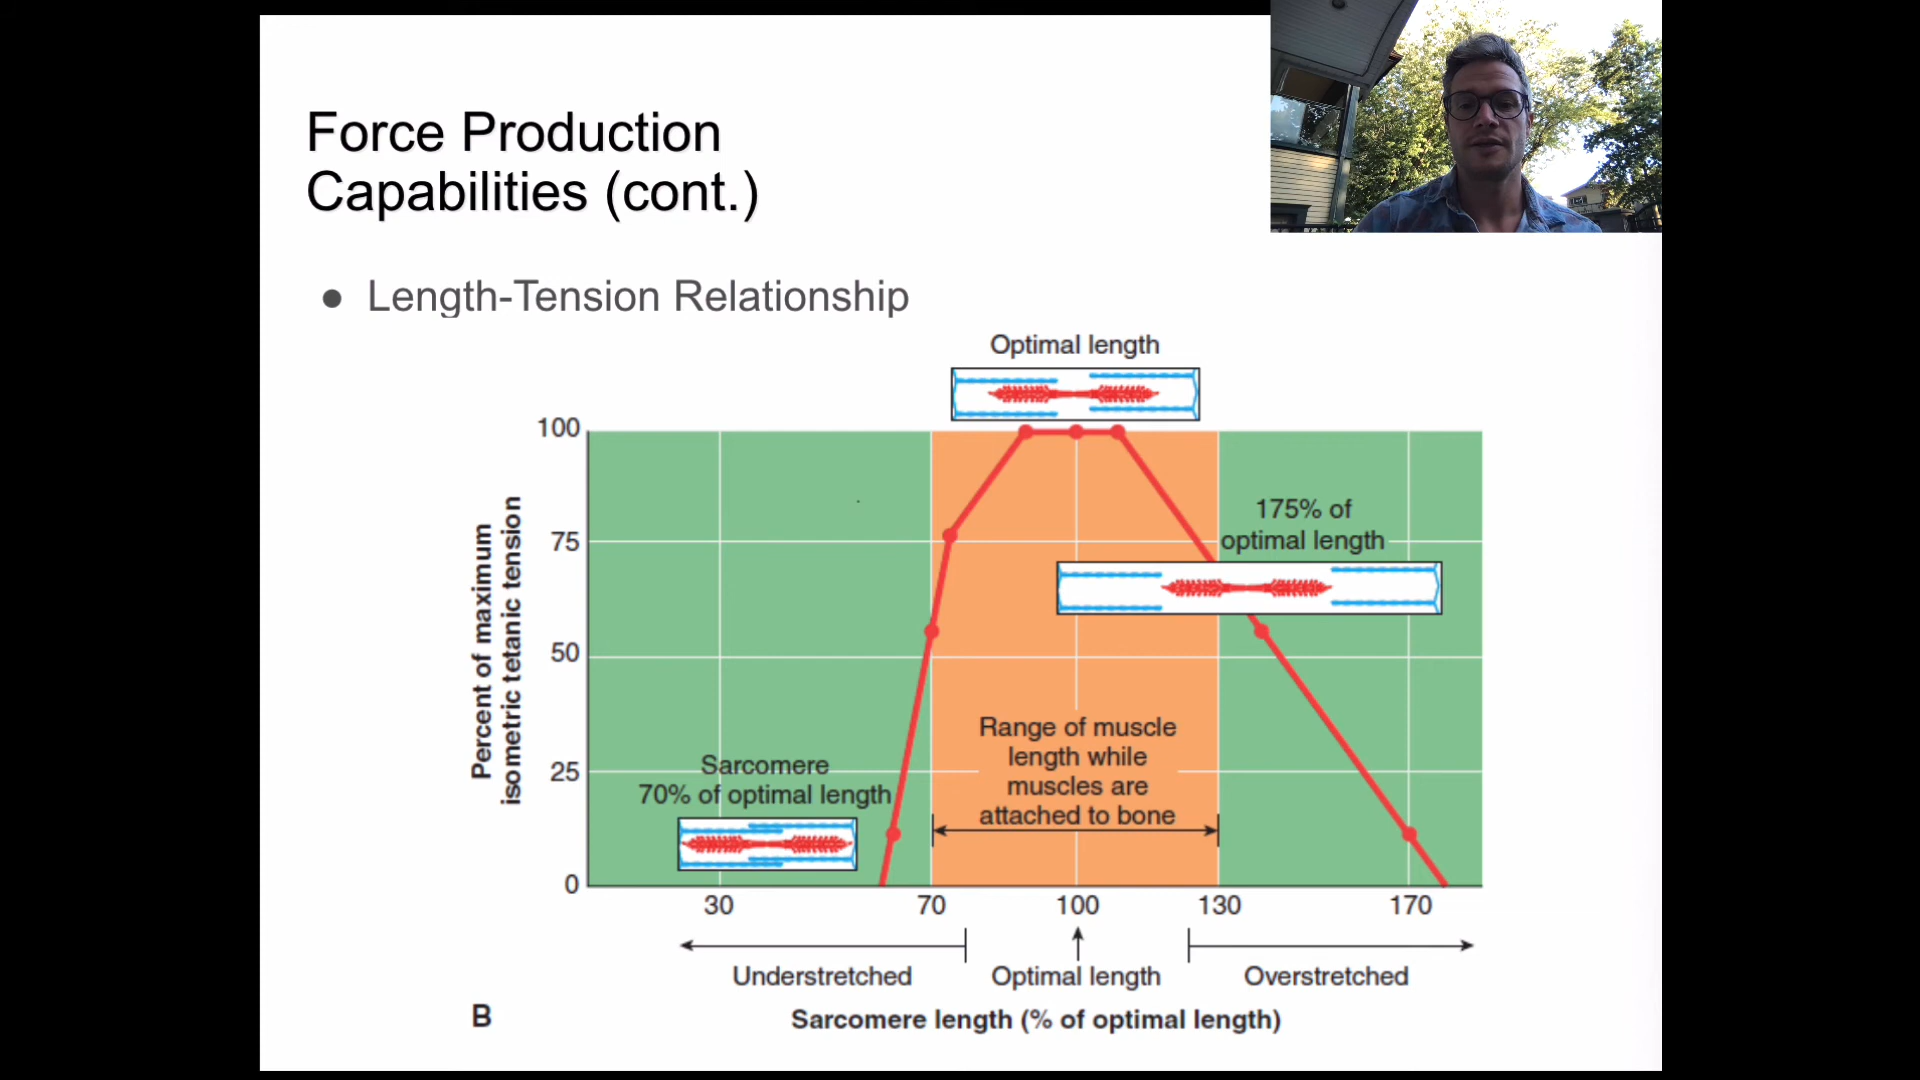 Force Production
Capabilities (cont.)
● Length-Tension Relationship
Optimal length
100
75
50
25
0
Percent of maximum
isometric tetanic tension
175% of
optimal length
Range of muscle
length while
muscles are
attached to bone
Sarcomere
70% of optimal length
30 70 100 130 170
Understretched Optimal length Overstretched
B
Sarcomere length (% of optimal length)